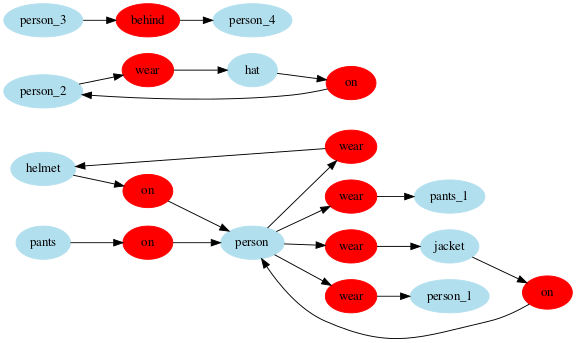 person_3
behind
person_4
person_2
wear
hat
on
helmet
wear
on
wear
pants_1
pants
on
person
wear
jacket
wear
person_1
on